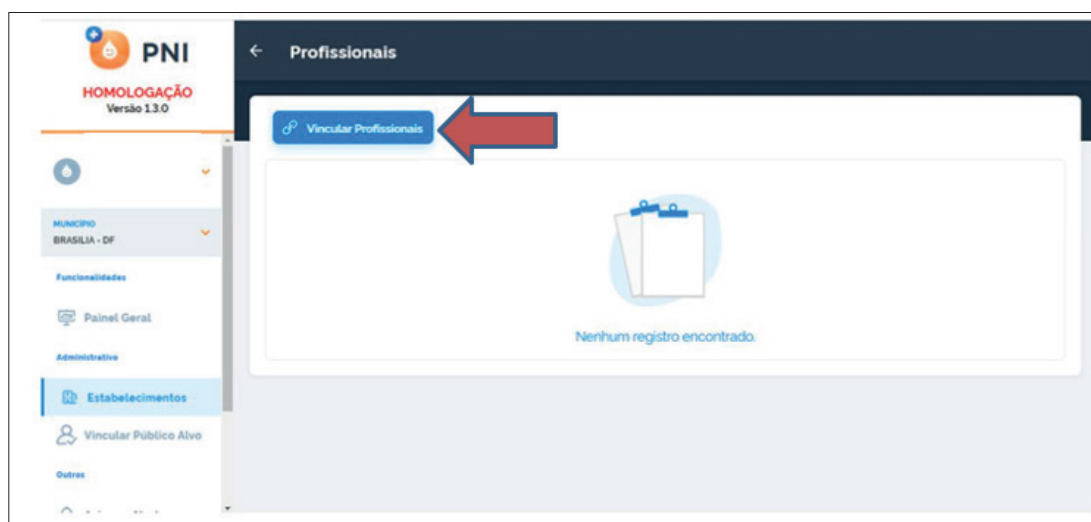 PNI
HOMOLOGAÇÃO
Versão 1.3.0
MUNICÍPIO
BRASILIA - DF
Funcionalidades
Painel Geral
Administrativo
Estabelecimentos
Vincular Público Alvo
Outros
← Profissionais
Vincular Profissionais
Nenhum registro encontrado.